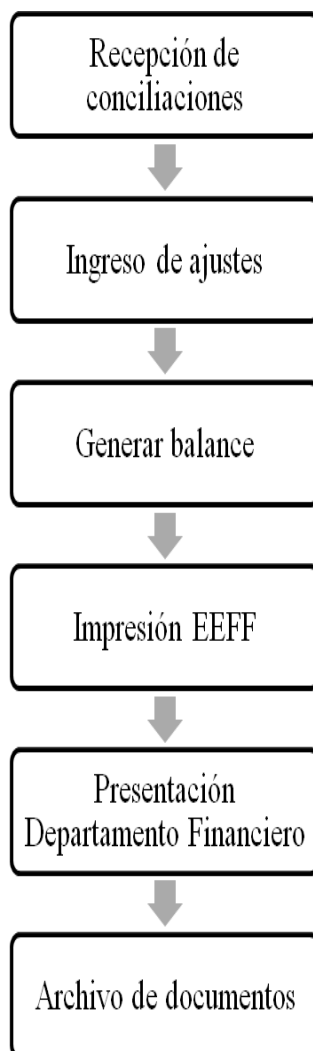 Recepción de
conciliaciones
Ingreso de ajustes
Generar balance
Impresión EEFF
Presentación
Departamento Financiero
Archivo de documentos